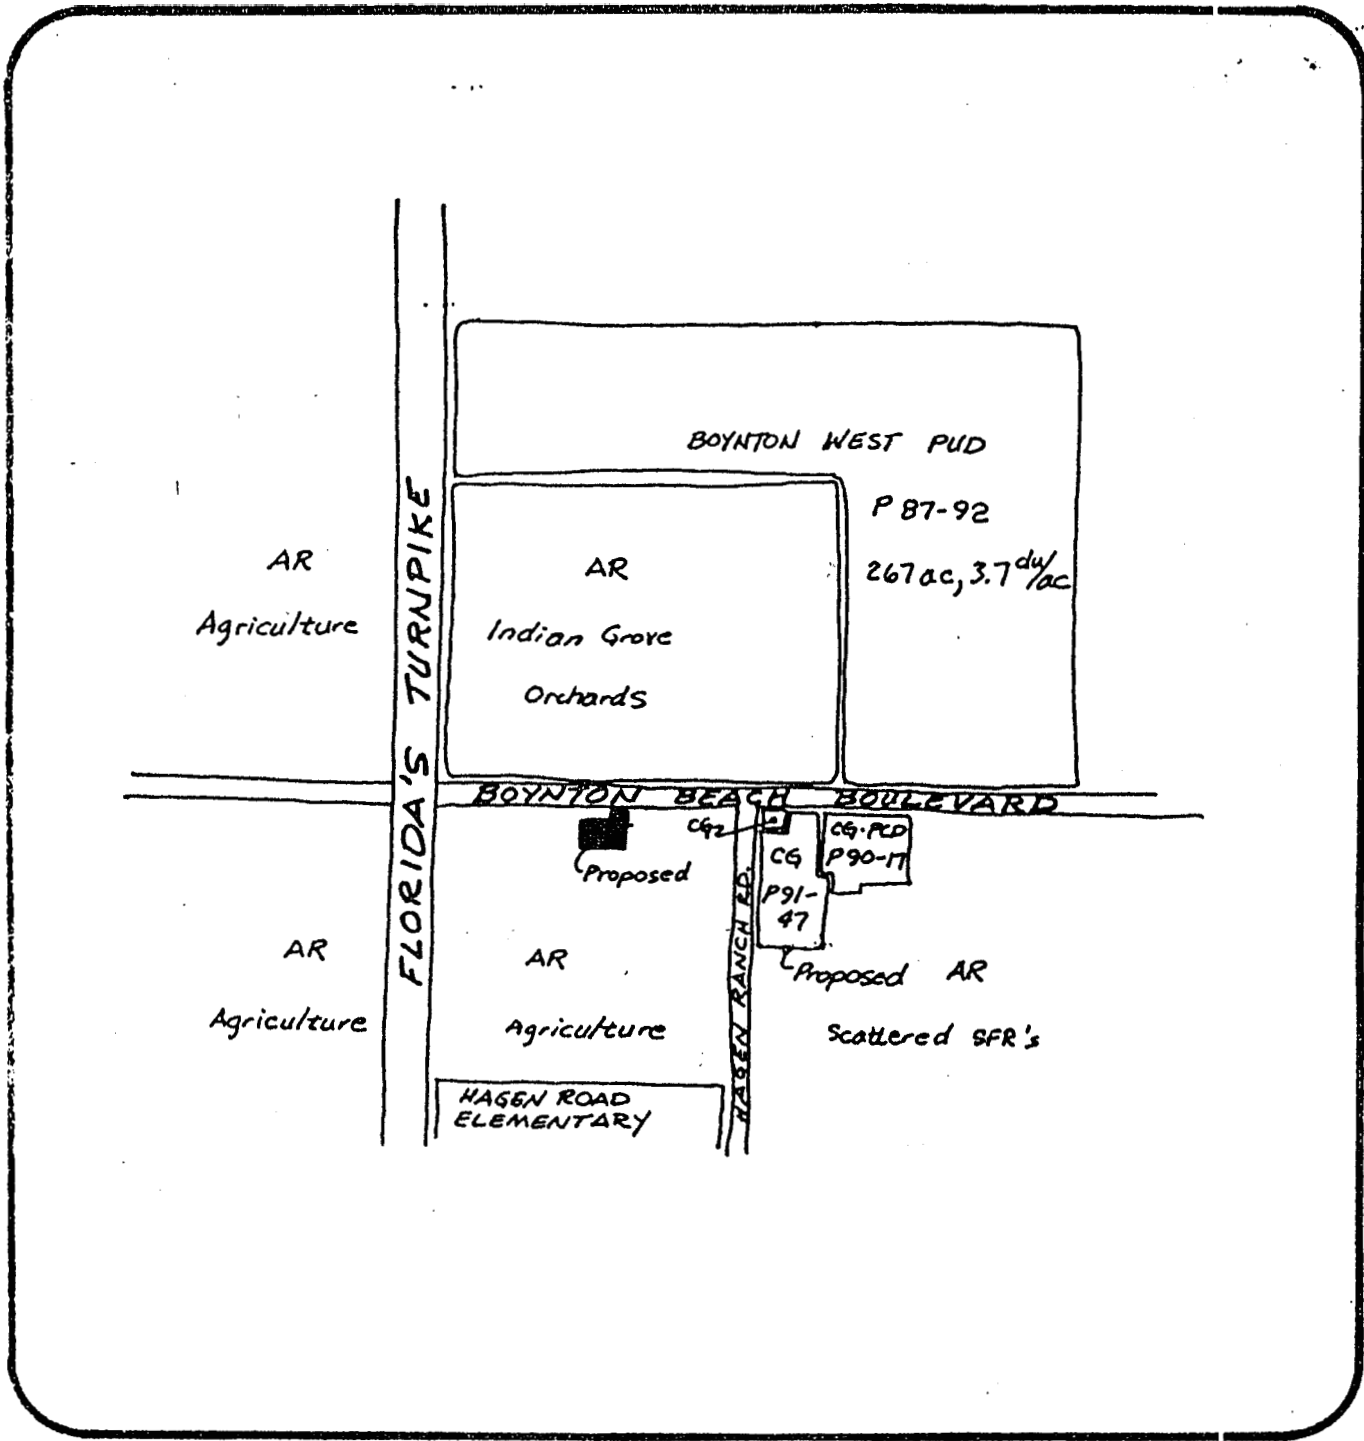 BOYNTON WEST PUD
P 87-92
267 ac, 3.7 du/ac
AR
Agriculture
FLORIDA'S TURNPIKE
AR
Indian Grove
Orchards
BOYNTON BEACH BOULEVARD
Proposed
CG
CG-PCD
P90-17
CG
P91-
47
Proposed
HAGEN RANCH RD.
AR
Agriculture
AR
Agriculture
AR
Scattered SFR's
HAGEN ROAD
ELEMENTARY